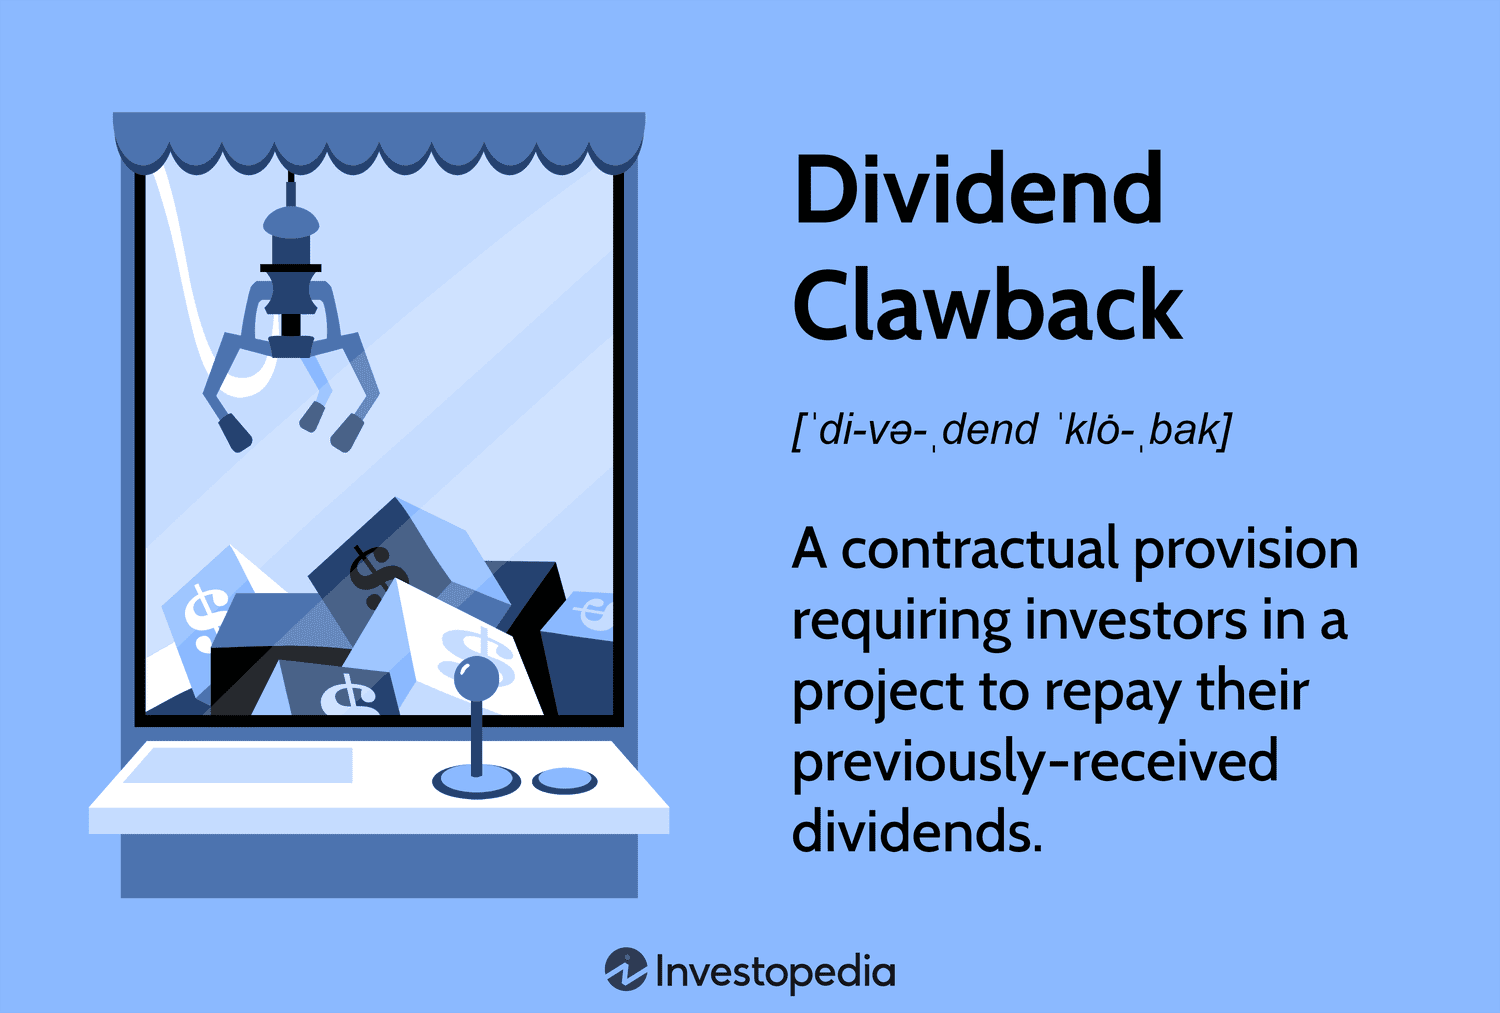 Dividend
Clawback
[ˈdi-və-ˌdend ˈklȯ-ˌbak]
A contractual provision
requiring investors in a
project to repay their
previously-received
dividends.
$
$
$
$
$
Investopedia